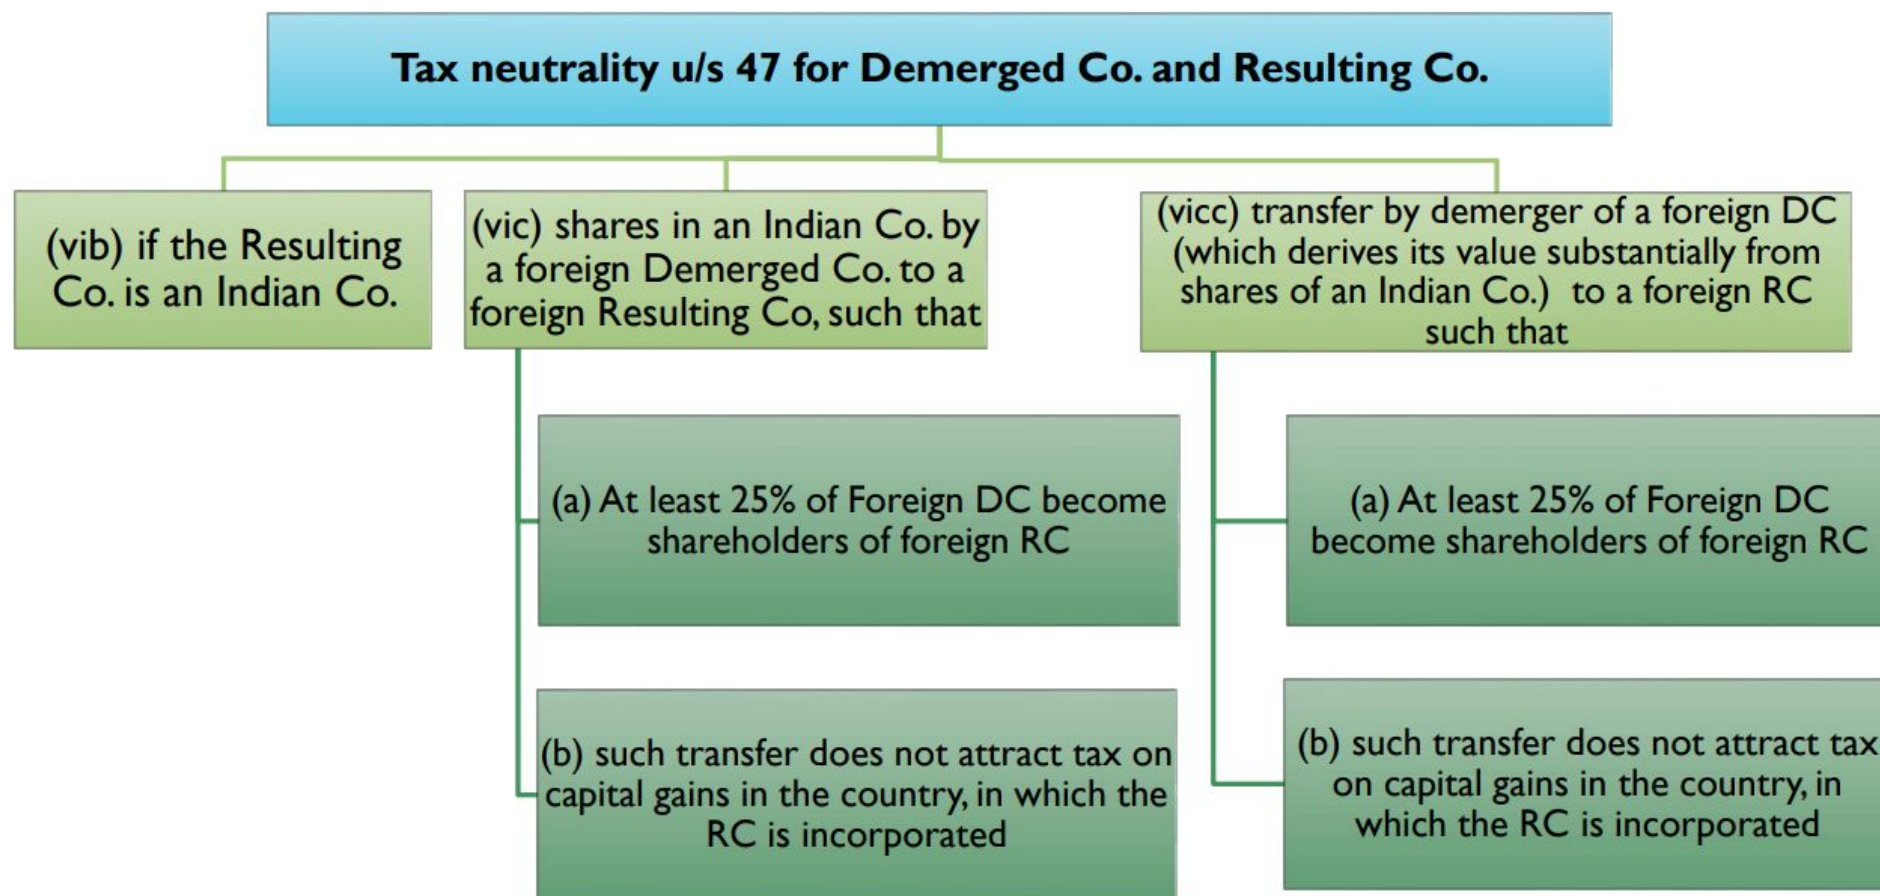 Tax neutrality u/s 47 for Demerged Co. and Resulting Co.
(vib) if the Resulting
Co. is an Indian Co.
(vic) shares in an Indian Co. by
a foreign Demerged Co. to a
foreign Resulting Co, such that
(a) At least 25% of Foreign DC become
shareholders of foreign RC
(b) such transfer does not attract tax on
capital gains in the country, in which the
RC is incorporated
(vicc) transfer by demerger of a foreign DC
(which derives its value substantially from
shares of an Indian Co.) to a foreign RC
such that
(a) At least 25% of Foreign DC
become shareholders of foreign RC
(b) such transfer does not attract tax
on capital gains in the country, in
which the RC is incorporated